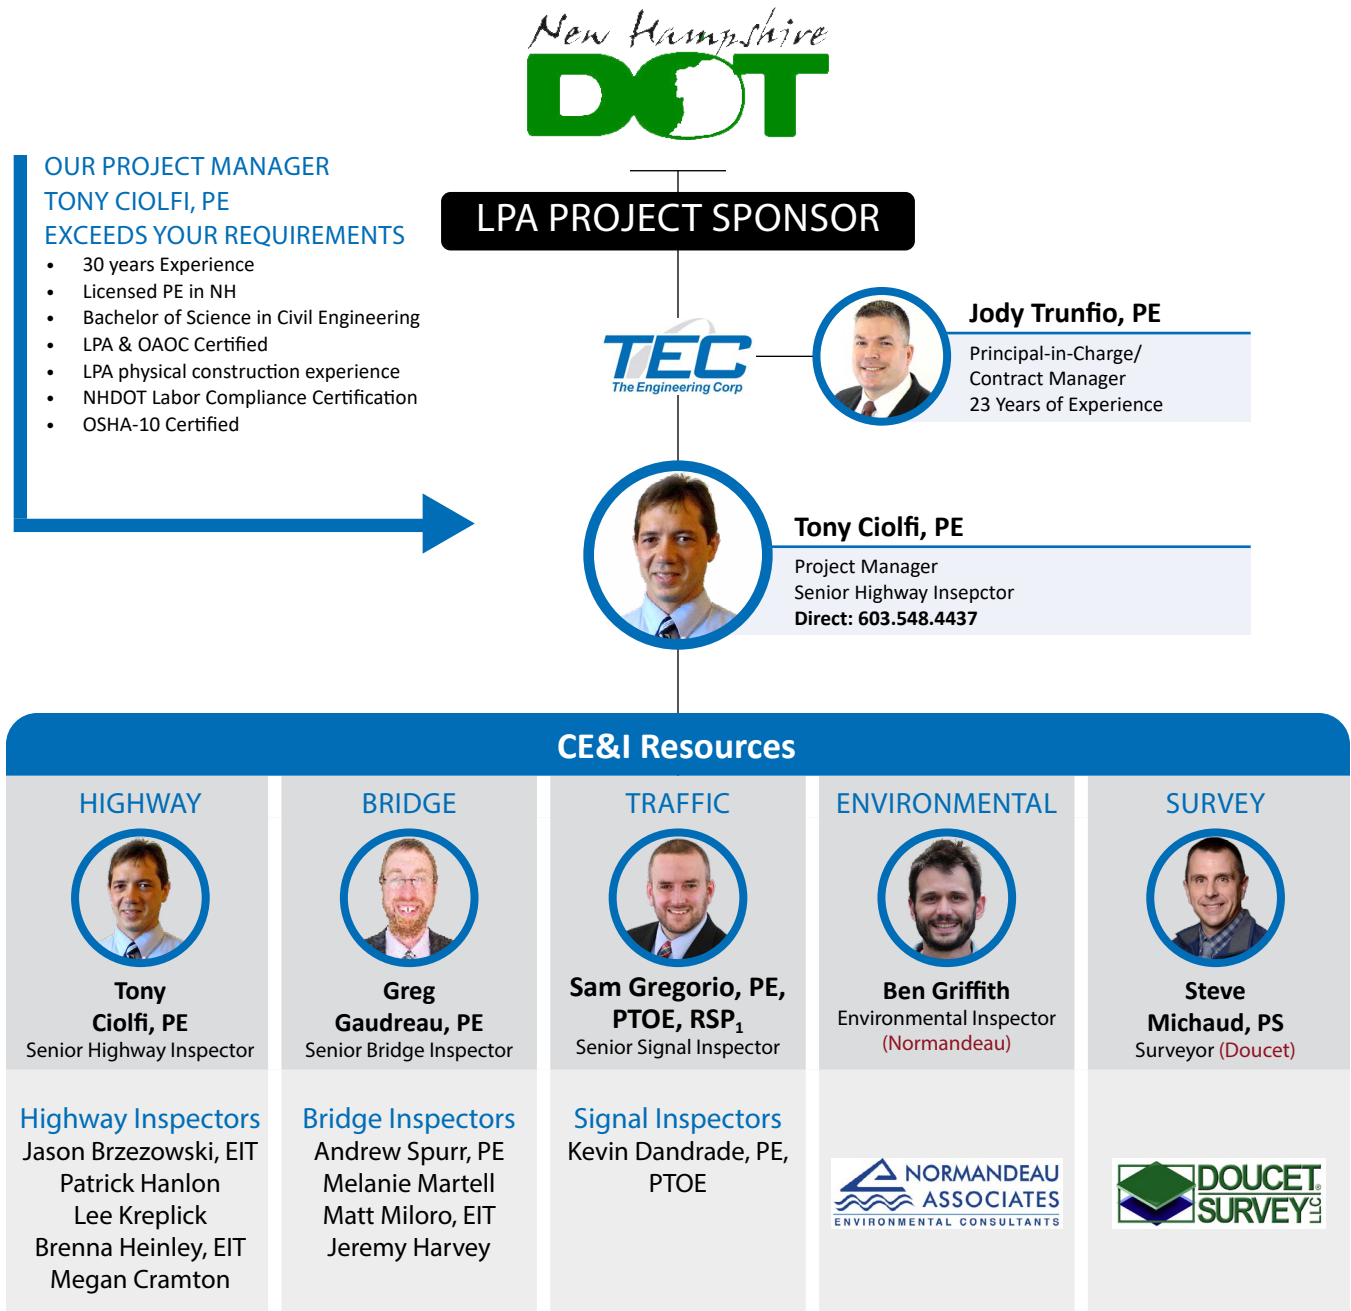 New Hampshire
DOT
OUR PROJECT MANAGER
TONY CIOLFI, PE
EXCEEDS YOUR REQUIREMENTS
• 30 years Experience
• Licensed PE in NH
• Bachelor of Science in Civil Engineering
• LPA & OAOC Certified
• LPA physical construction experience
• NHDOT Labor Compliance Certification
• OSHA-10 Certified
LPA PROJECT SPONSOR
TEC
The Engineering Corp
Jody Trunfio, PE
Principal-in-Charge/
Contract Manager
23 Years of Experience
Tony Ciolfi, PE
Project Manager
Senior Highway Insepctor
Direct: 603.548.4437
CE&I Resources
HIGHWAY
Tony
Ciolfi, PE
Senior Highway Inspector
Highway Inspectors
Jason Brzezowski, EIT
Patrick Hanlon
Lee Kreplick
Brenna Heinley, EIT
Megan Cramton
BRIDGE
Greg
Gaudreau, PE
Senior Bridge Inspector
Bridge Inspectors
Andrew Spurr, PE
Melanie Martell
Matt Miloro, EIT
Jeremy Harvey
TRAFFIC
Sam Gregorio, PE,
PTOE, RSP₁
Senior Signal Inspector
Signal Inspectors
Kevin Dandrade, PE,
PTOE
ENVIRONMENTAL
Ben Griffith
Environmental Inspector
(Normandeau)
NORMANDEAU
ASSOCIATES
ENVIRONMENTAL CONSULTANTS
SURVEY
Steve
Michaud, PS
Surveyor (Doucet)
DOUCET®
SURVEY LLC